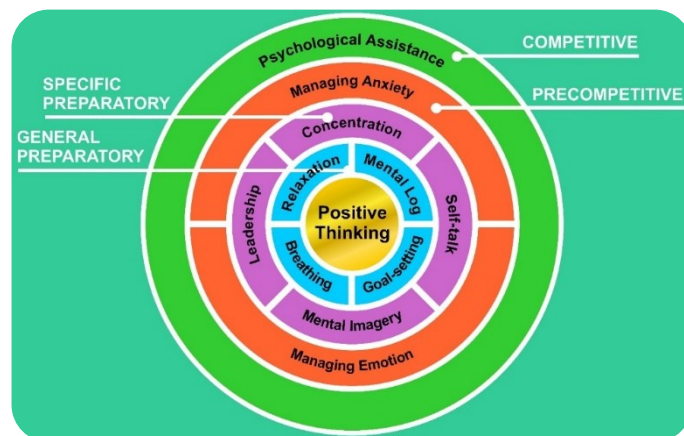 Psychological Assistance
COMPETITIVE
SPECIFIC
PREPARATORY
Managing Anxiety
PRECOMPETITIVE
GENERAL
PREPARATORY
Concentration
Relaxation
Mental Log
Leadership
Positive
Thinking
Self-talk
Breathing
Goal-setting
Mental Imagery
Managing Emotion